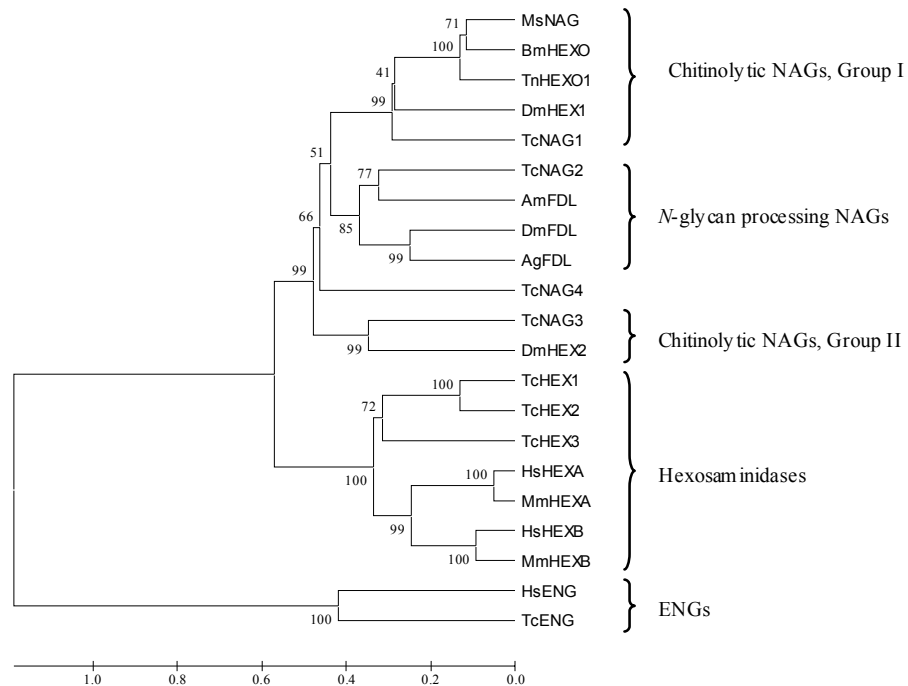 71
MsNAG
100
BmHEXO
Chitinolytic NAGs, Group I
41
TnHEXO1
99
DmHEX1
TcNAG1
51
77
TcNAG2
AmFDL
N-glycan processing NAGs
66
85
DmFDL
99
AgFDL
99
TcNAG4
TcNAG3
Chitinolytic NAGs, Group II
99
DmHEX2
100
TcHEX1
72
TcHEX2
TcHEX3
100
100
HsHEXA
Hexosaminidases
MmHEXA
99
HsHEXB
100
MmHEXB
HsENG
ENGs
100
TcENG
1.0 0.8 0.6 0.4 0.2 0.0